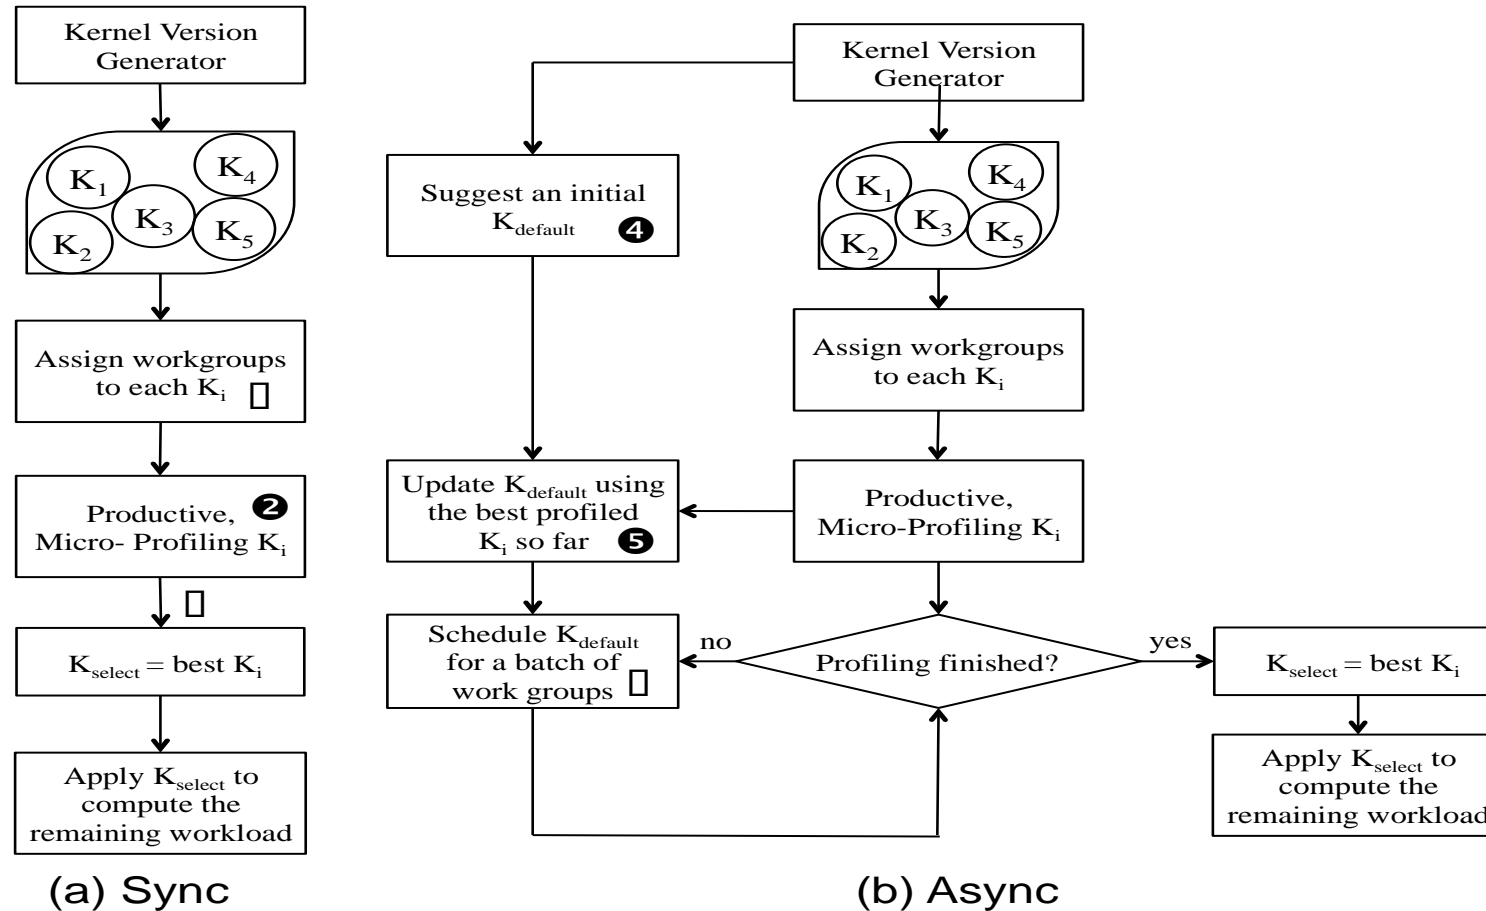 Kernel Version
Generator
K1
K4
K3
K2
K5
Assign workgroups
to each Ki
Productive, ❷
Micro- Profiling Ki
Kselect = best Ki
Apply Kselect to
compute the
remaining workload
(a) Sync
Kernel Version
Generator
Suggest an initial
Kdefault ❹
K1
K4
K3
K2
K5
Assign workgroups
to each Ki
Update Kdefault using
the best profiled
Ki so far ❺
Productive,
Micro-Profiling Ki
Schedule Kdefault
for a batch of
work groups
no
Profiling finished?
yes
Kselect = best Ki
Apply Kselect to
compute the
remaining workload
(b) Async